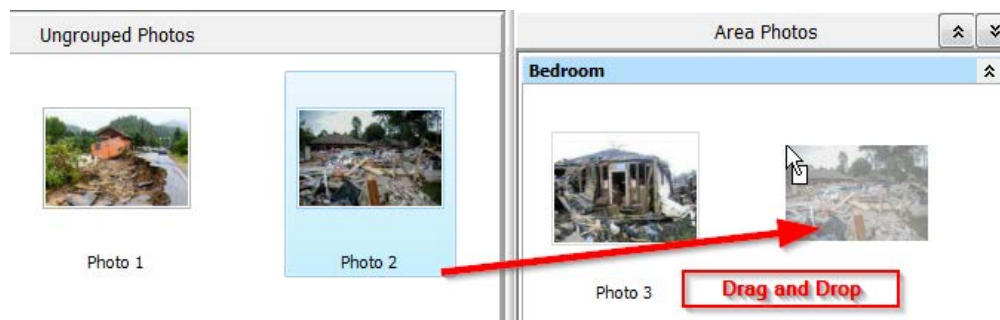 Ungrouped Photos
Area Photos
Bedroom
Photo 1
Photo 2
Photo 3
Drag and Drop